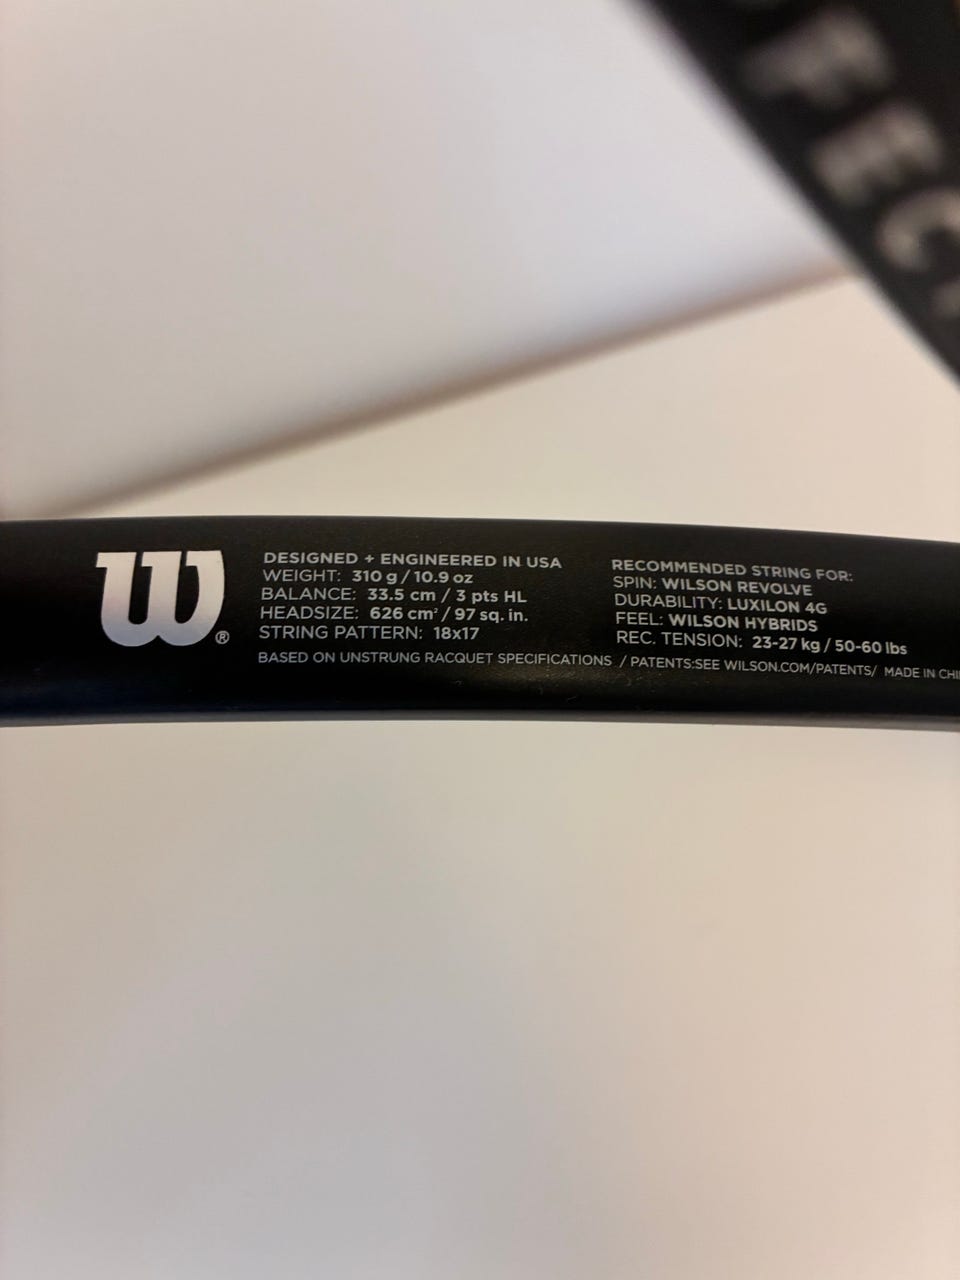 FEC
W®
DESIGNED + ENGINEERED IN USA
WEIGHT: 310 g / 10.9 oz
BALANCE: 33.5 cm / 3 pts HL
HEADSIZE: 626 cm² / 97 sq. in.
STRING PATTERN: 18x17
RECOMMENDED STRING FOR:
SPIN: WILSON REVOLVE
DURABILITY: LUXILON 4G
FEEL: WILSON HYBRIDS
REC. TENSION: 23-27 kg / 50-60 lbs
BASED ON UNSTRUNG RACQUET SPECIFICATIONS / PATENTS:SEE WILSON.COM/PATENTS/ MADE IN CHI